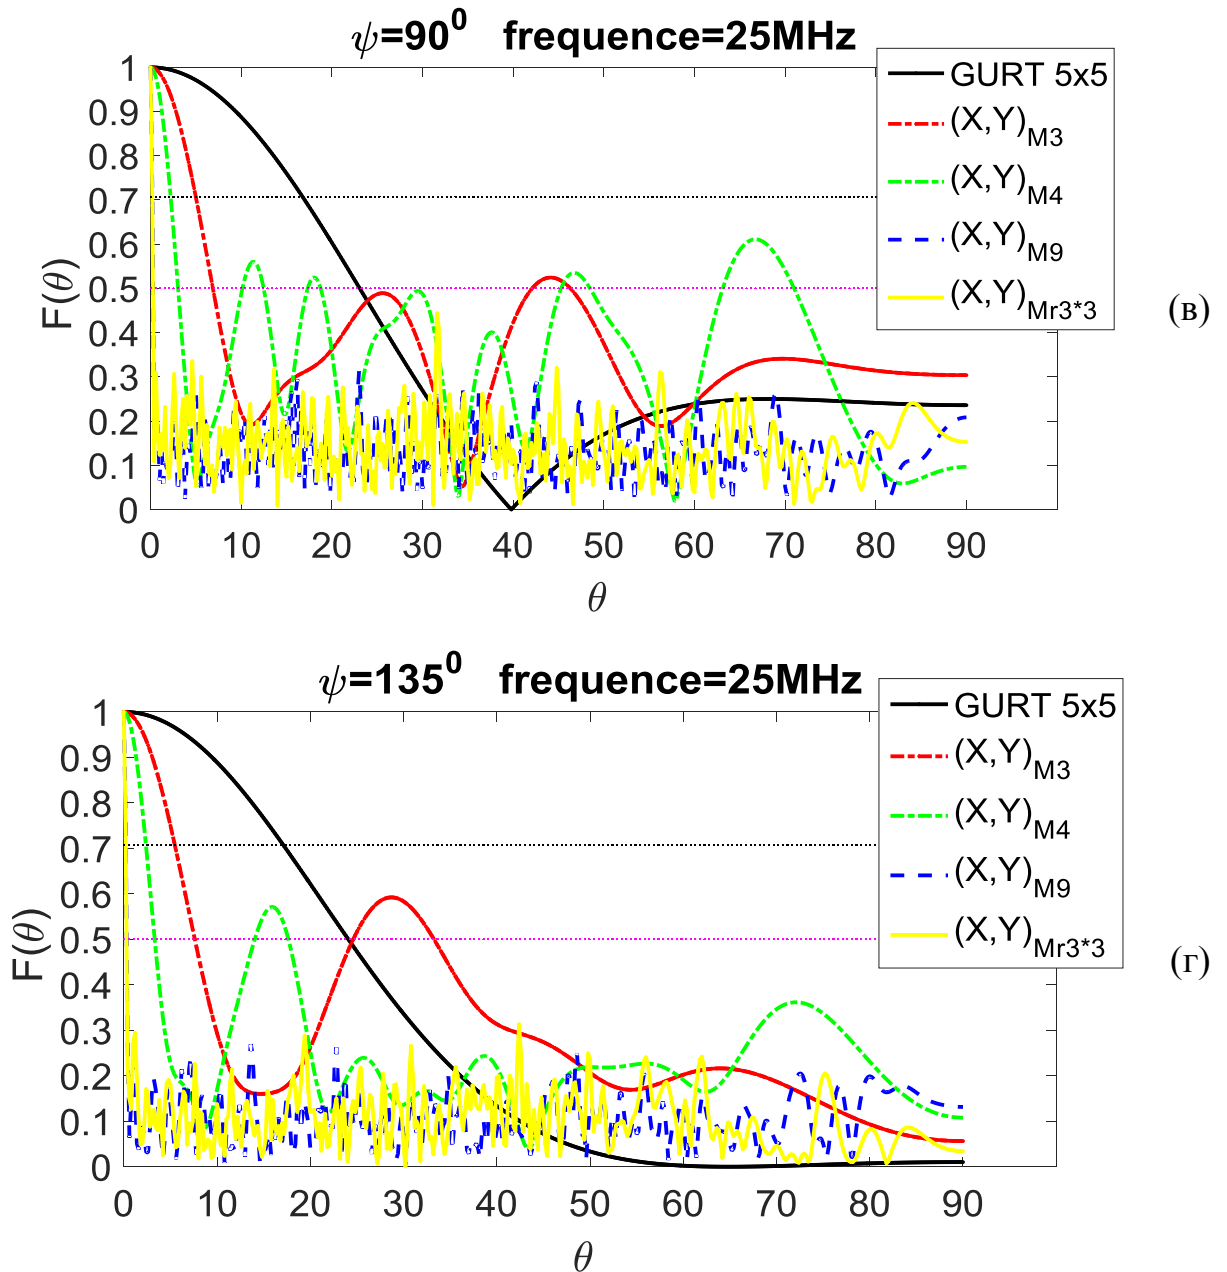 ψ=90⁰ frequence=25MHz
GURT 5x5
(X,Y)M3
(X,Y)M4
(X,Y)M9
(X,Y)Mr3*3
(в)
F(θ)
1
0.9
0.8
0.7
0.6
0.5
0.4
0.3
0.2
0.1
0
0 10 20 30 40 50 60 70 80 90
θ
ψ=135⁰ frequence=25MHz
GURT 5x5
(X,Y)M3
(X,Y)M4
(X,Y)M9
(X,Y)Mr3*3
(г)
F(θ)
1
0.9
0.8
0.7
0.6
0.5
0.4
0.3
0.2
0.1
0
0 10 20 30 40 50 60 70 80 90
θ